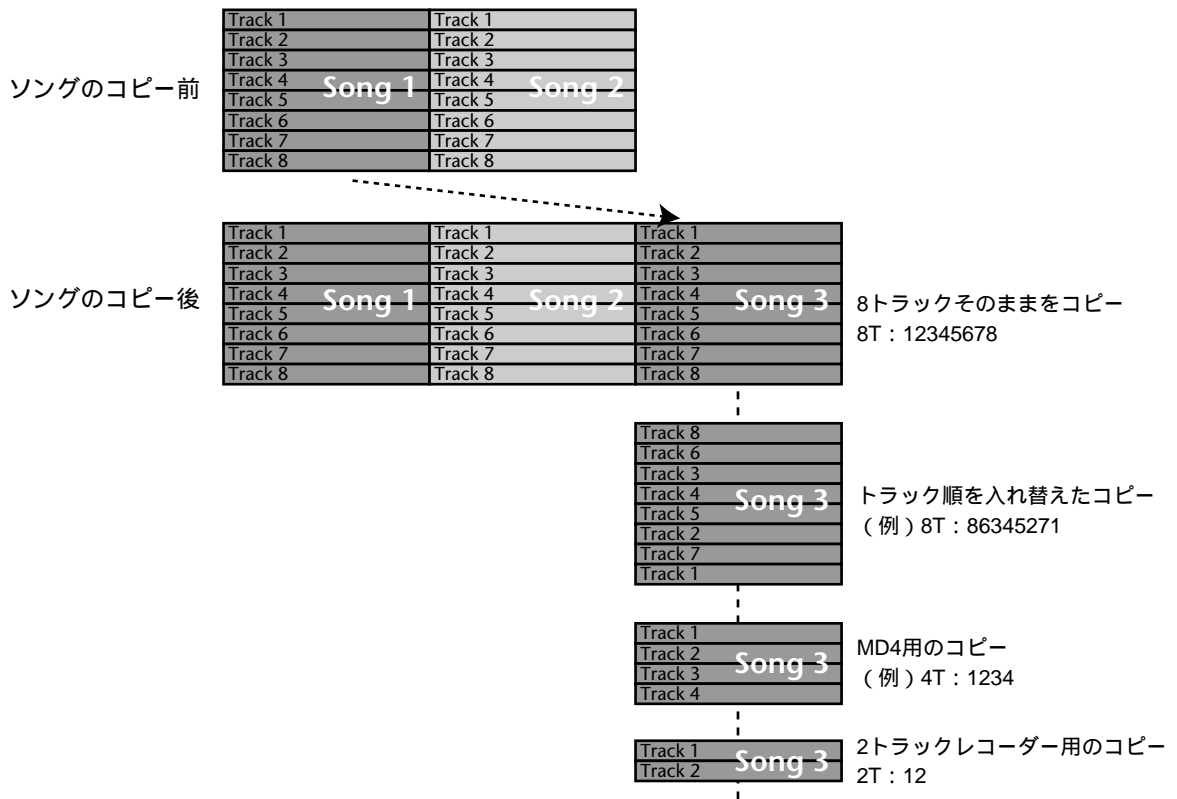 ソングのコピー前
Track 1 Track 1
Track 2 Track 2
Track 3 Track 3
Track 4 Track 4
Track 5 Track 5
Track 6 Track 6
Track 7 Track 7
Track 8 Track 8
Song 1 Song 2
ソングのコピー後
Track 1 Track 1 Track 1
Track 2 Track 2 Track 2
Track 3 Track 3 Track 3
Track 4 Track 4 Track 4
Track 5 Track 5 Track 5
Track 6 Track 6 Track 6
Track 7 Track 7 Track 7
Track 8 Track 8 Track 8
Song 1 Song 2 Song 3
8トラックそのままをコピー
8T：12345678
Track 8
Track 6
Track 3
Track 4
Track 5
Track 2
Track 7
Track 1
Song 3
トラック順を入れ替えたコピー
（例）8T：86345271
Track 1
Track 2
Track 3
Track 4
Song 3
MD4用のコピー
（例）4T：1234
Track 1
Track 2
Song 3
2トラックレコーダー用のコピー
2T：12